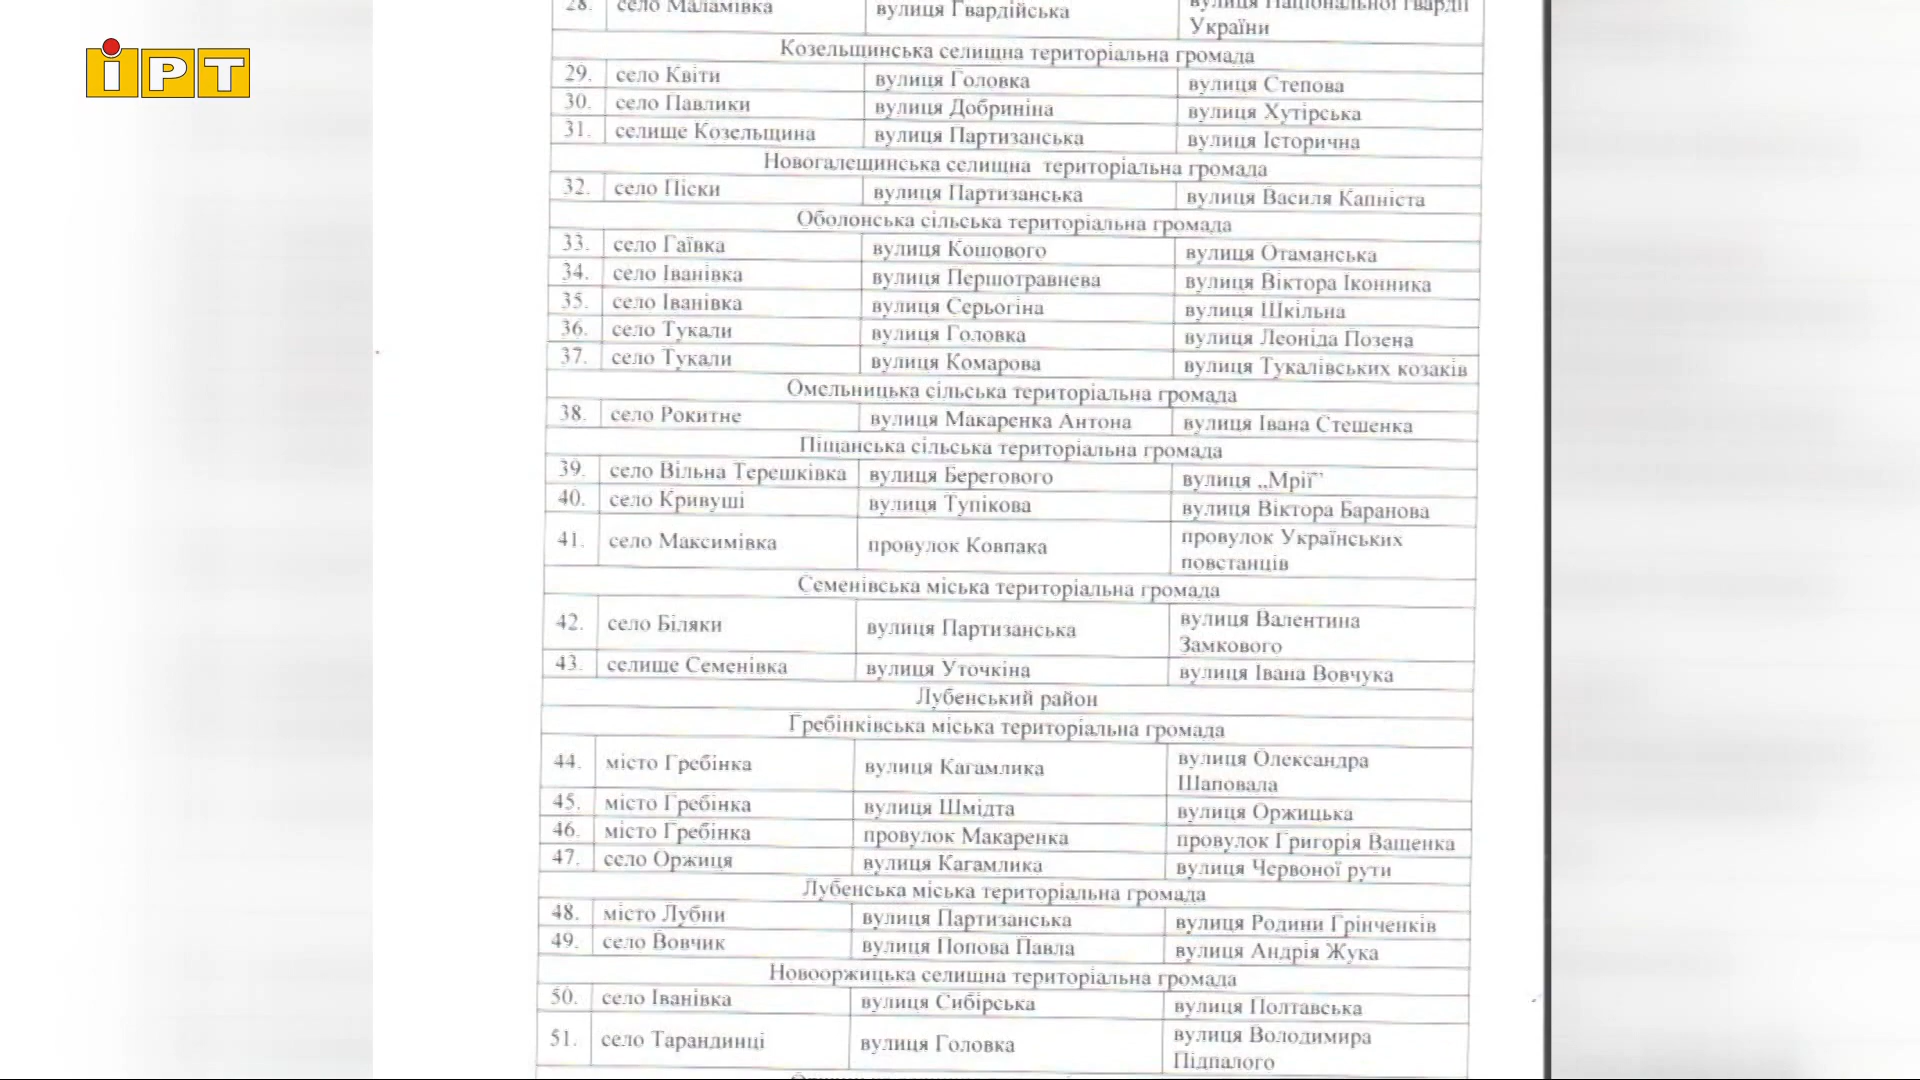 іРТ
28. село Маламівка вулиця Гвардійська вулиця Національної гвардії
України
Козельщинська селищна територіальна громада
29. село Квіти вулиця Головка вулиця Степова
30. село Павлики вулиця Добриніна вулиця Хутірська
31. селище Козельщина вулиця Партизанська вулиця Історична
Новогалещинська селищна територіальна громада
32. село Піски вулиця Партизанська вулиця Василя Капніста
Оболонська сільська територіальна громада
33. село Гаївка вулиця Кошового вулиця Отаманська
34. село Іванівка вулиця Першотравнева вулиця Віктора Іконника
35. село Іванівка вулиця Серьогіна вулиця Шкільна
36. село Тукали вулиця Головка вулиця Леоніда Позена
37. село Тукали вулиця Комарова вулиця Тукалівських козаків
Омельницька сільська територіальна громада
38. село Рокитне вулиця Макаренка Антона вулиця Івана Стешенка
Піщанська сільська територіальна громада
39. село Вільна Терешківка вулиця Берегового вулиця „Мрії”
40. село Кривуші вулиця Тупікова вулиця Віктора Баранова
41. село Максимівка провулок Ковпака провулок Українських
повстанців
Семенівська міська територіальна громада
42. село Біляки вулиця Партизанська вулиця Валентина
Замкового
43. селище Семенівка вулиця Уточкіна вулиця Івана Вовчука
Лубенський район
Гребінківська міська територіальна громада
44. місто Гребінка вулиця Кагамлика вулиця Олександра
Шаповала
45. місто Гребінка вулиця Шмідта вулиця Оржицька
46. місто Гребінка провулок Макаренка провулок Григорія Ващенка
47. село Оржиця вулиця Кагамлика вулиця Червоної рути
Лубенська міська територіальна громада
48. місто Лубни вулиця Партизанська вулиця Родини Грінченків
49. село Вовчик вулиця Попова Павла вулиця Андрія Жука
Новооржицька селищна територіальна громада
50. село Іванівка вулиця Сибірська вулиця Полтавська
51. село Тарандинці вулиця Головка вулиця Володимира
Підпалого